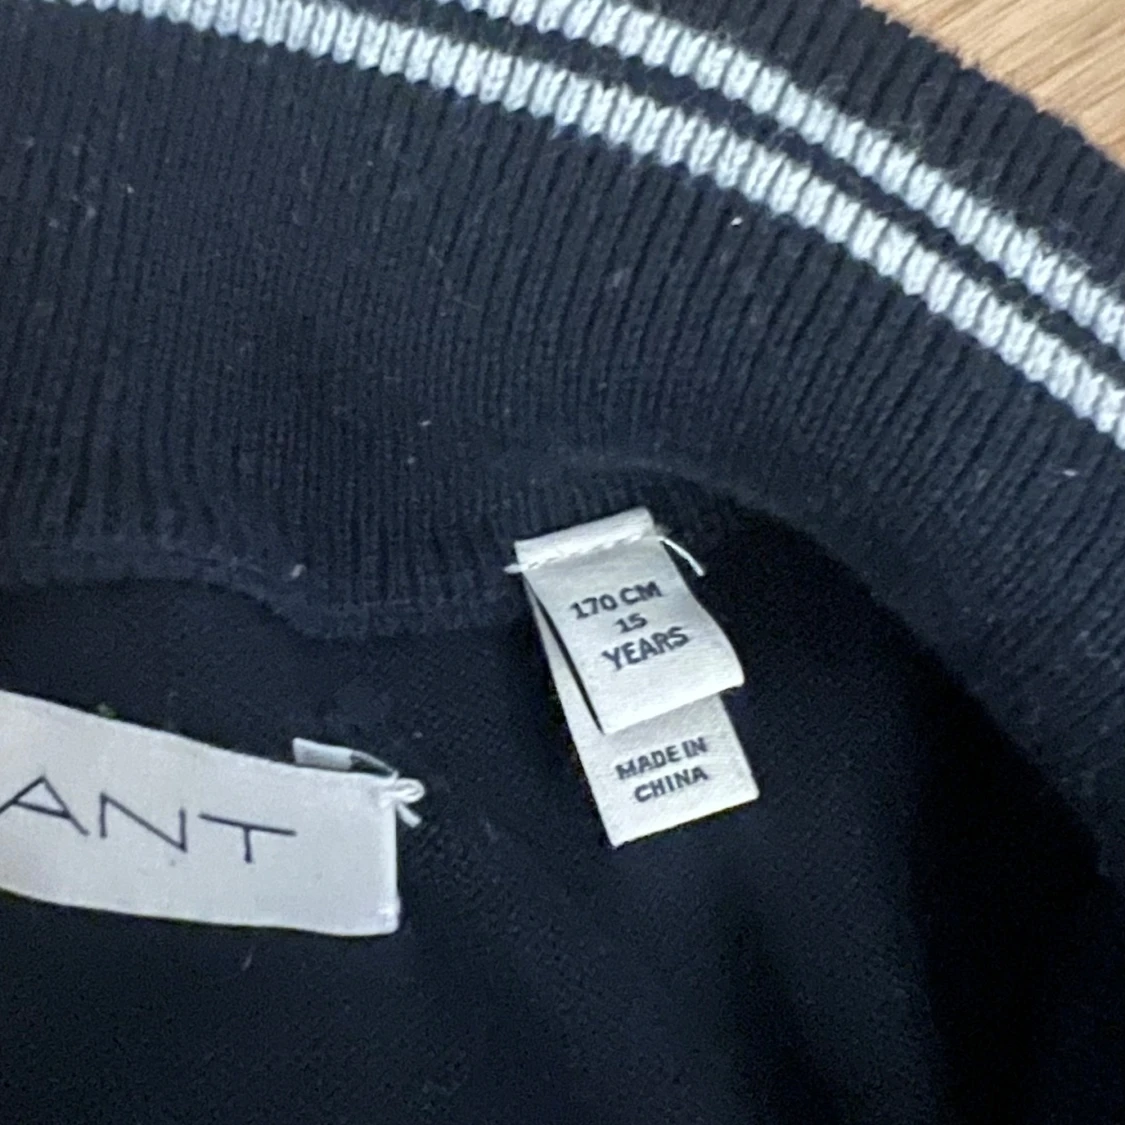 170 CM
15
YEARS
MADE IN
CHINA
ANT